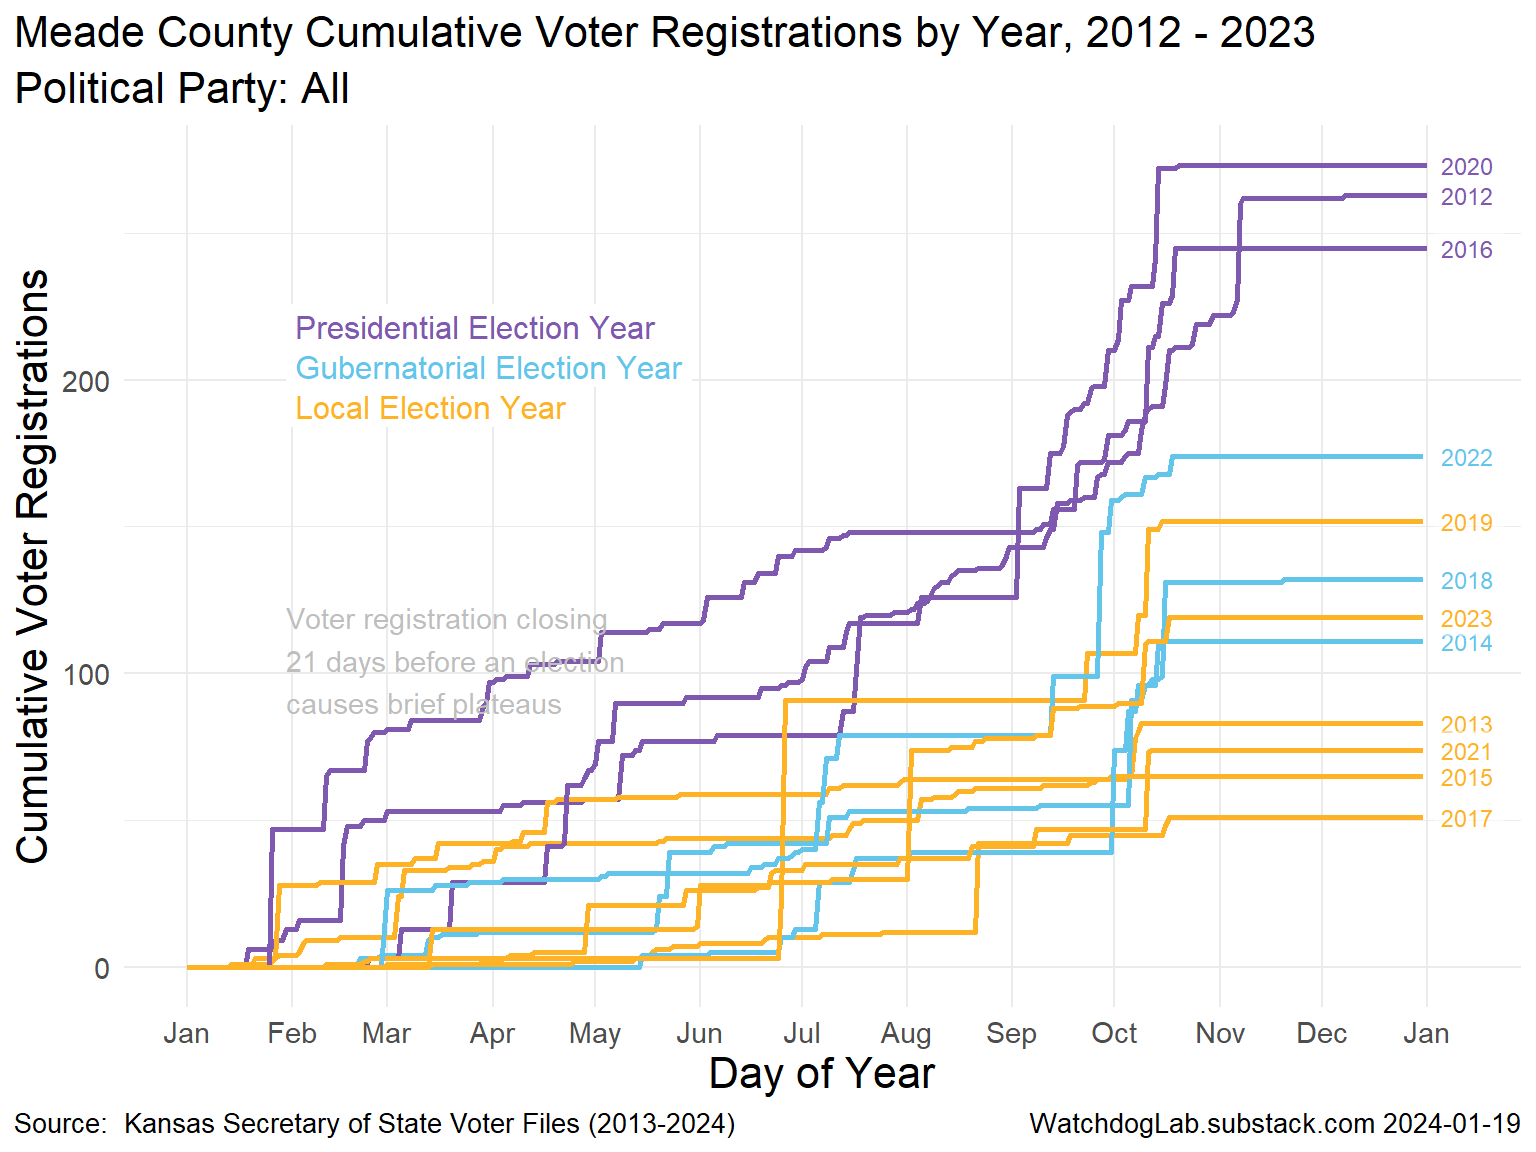 Meade County Cumulative Voter Registrations by Year, 2012 - 2023
Political Party: All
Cumulative Voter Registrations
200
100
0
Presidential Election Year
Gubernatorial Election Year
Local Election Year
Voter registration closing
21 days before an election
causes brief plateaus
2020
2012
2016
2022
2019
2018
2023
2014
2013
2021
2015
2017
Jan Feb Mar Apr May Jun Jul Aug Sep Oct Nov Dec Jan
Day of Year
Source:  Kansas Secretary of State Voter Files (2013-2024)
WatchdogLab.substack.com 2024-01-19